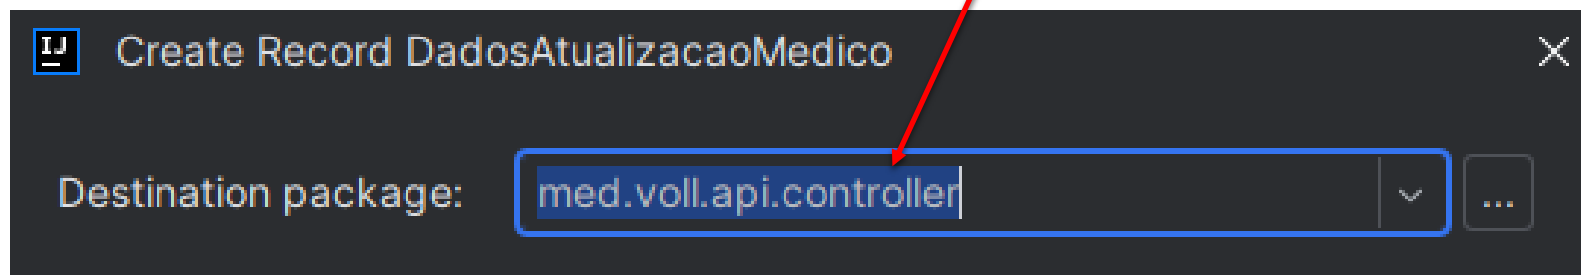 IJ
Create Record DadosAtualizacaoMedico
Destination package: med.voll.api.controller ...